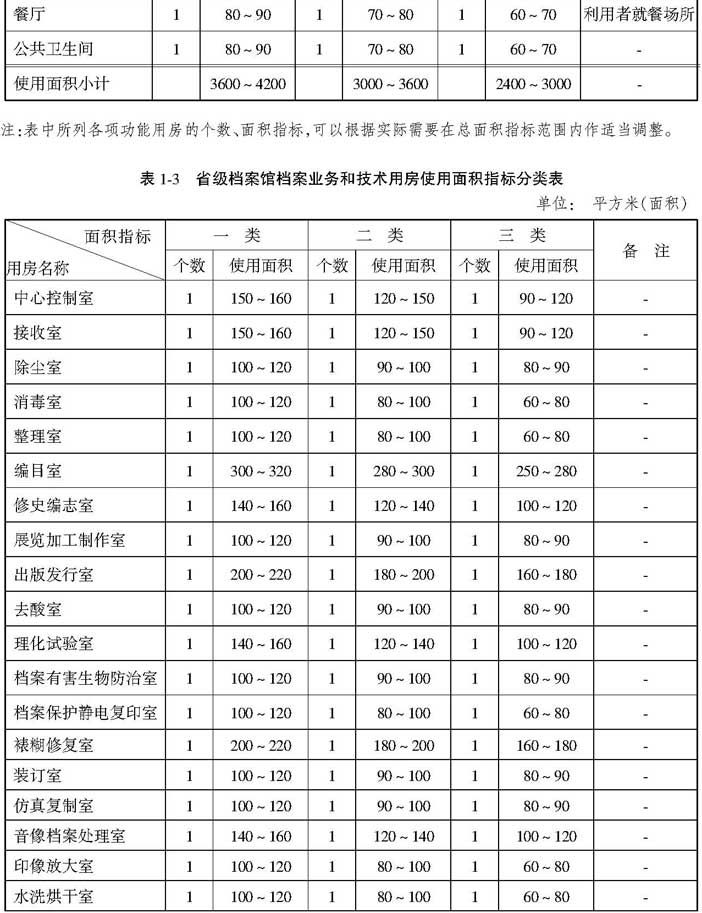 餐厅 1 80~90 1 70~80 1 60~70 利用者就餐场所
公共卫生间 1 80~90 1 70~80 1 60~70 -
使用面积小计 3600~4200 3000~3600 2400~3000 -
注:表中所列各项功能用房的个数、面积指标,可以根据实际需要在总面积指标范围内作适当调整。
表 1-3 省级档案馆档案业务和技术用房使用面积指标分类表
单位: 平方米(面积)
面积指标 一 类 二 类 三 类 备 注
用房名称 个数 使用面积 个数 使用面积 个数 使用面积
中心控制室 1 150~160 1 120~150 1 90~120 -
接收室 1 150~160 1 120~150 1 90~120 -
除尘室 1 100~120 1 90~100 1 80~90 -
消毒室 1 100~120 1 80~100 1 60~80 -
整理室 1 100~120 1 80~100 1 60~80 -
编目室 1 300~320 1 280~300 1 250~280 -
修史编志室 1 140~160 1 120~140 1 100~120 -
展览加工制作室 1 100~120 1 90~100 1 80~90 -
出版发行室 1 200~220 1 180~200 1 160~180 -
去酸室 1 100~120 1 90~100 1 80~90 -
理化试验室 1 140~160 1 120~140 1 100~120 -
档案有害生物防治室 1 100~120 1 90~100 1 80~90 -
档案保护静电复印室 1 100~120 1 80~100 1 60~80 -
裱糊修复室 1 200~220 1 180~200 1 160~180 -
装订室 1 100~120 1 90~100 1 80~90 -
仿真复制室 1 100~120 1 90~100 1 80~90 -
音像档案处理室 1 140~160 1 120~140 1 100~120 -
印像放大室 1 100~120 1 80~100 1 60~80 -
水洗烘干室 1 100~120 1 80~100 1 60~80 -